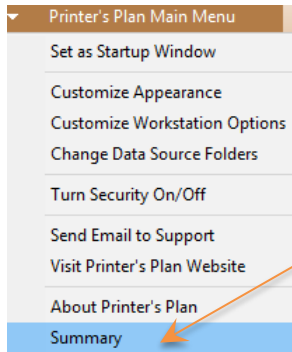 Printer's Plan Main Menu
Set as Startup Window
Customize Appearance
Customize Workstation Options
Change Data Source Folders
Turn Security On/Off
Send Email to Support
Visit Printer's Plan Website
About Printer's Plan
Summary